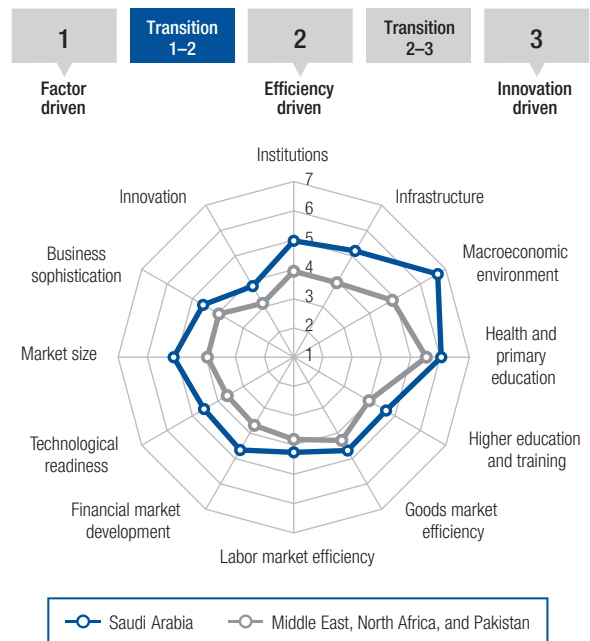 1
Transition
1–2
2
Transition
2–3
3
Factor
driven
Efficiency
driven
Innovation
driven
Institutions
7
Innovation
Infrastructure
6
5
Business
sophistication
Macroeconomic
environment
4
3
2
Market size
1
Health and
primary
education
Technological
readiness
Higher education
and training
Financial market
development
Goods market
efficiency
Labor market efficiency
Saudi Arabia
Middle East, North Africa, and Pakistan